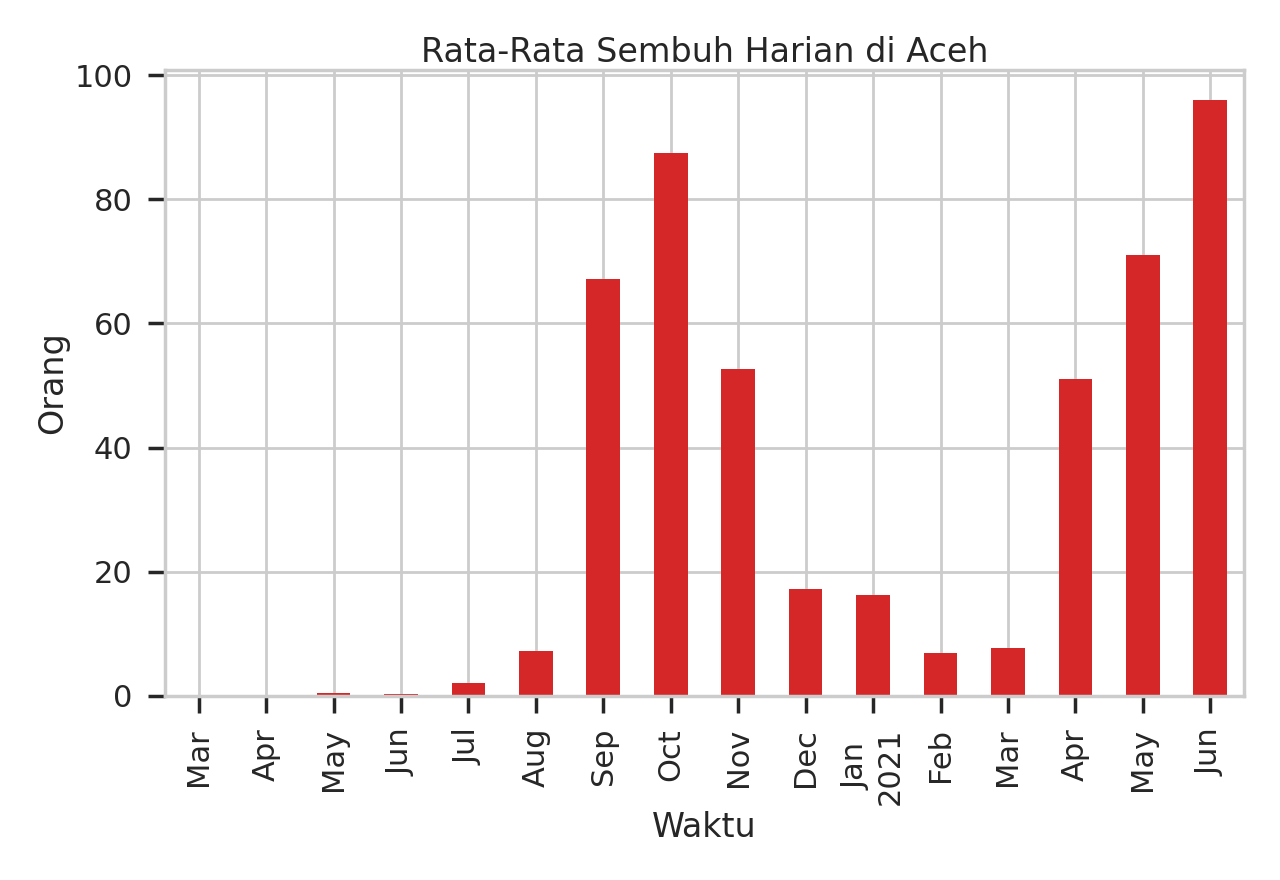 Rata-Rata Sembuh Harian di Aceh
100
80
60
40
20
0
Orang
Mar
Apr
May
Jun
Jul
Aug
Sep
Oct
Nov
Dec
Jan
2021
Feb
Mar
Apr
May
Jun
Waktu